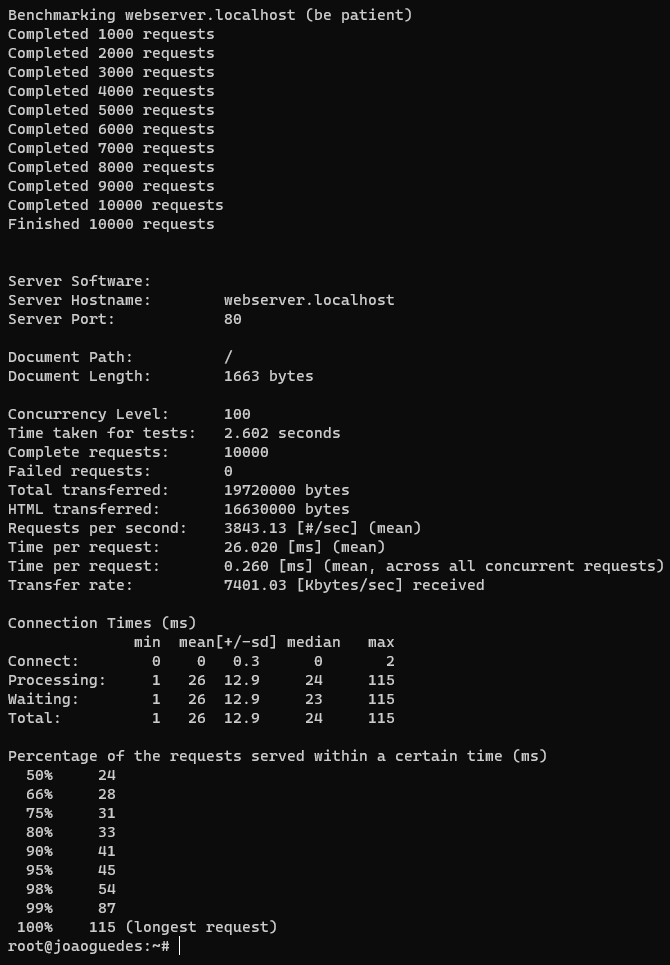 Benchmarking webserver.localhost (be patient)
Completed 1000 requests
Completed 2000 requests
Completed 3000 requests
Completed 4000 requests
Completed 5000 requests
Completed 6000 requests
Completed 7000 requests
Completed 8000 requests
Completed 9000 requests
Completed 10000 requests
Finished 10000 requests
Server Software:
Server Hostname:        webserver.localhost
Server Port:            80
Document Path:          /
Document Length:        1663 bytes
Concurrency Level:      100
Time taken for tests:   2.602 seconds
Complete requests:      10000
Failed requests:        0
Total transferred:      19720000 bytes
HTML transferred:       16630000 bytes
Requests per second:    3843.13 [#/sec] (mean)
Time per request:       26.020 [ms] (mean)
Time per request:       0.260 [ms] (mean, across all concurrent requests)
Transfer rate:          7401.03 [Kbytes/sec] received
Connection Times (ms)
              min  mean[+/-sd] median   max
Connect:        0    0   0.3      0       2
Processing:     1   26  12.9     24     115
Waiting:        1   26  12.9     23     115
Total:          1   26  12.9     24     115
Percentage of the requests served within a certain time (ms)
  50%     24
  66%     28
  75%     31
  80%     33
  90%     41
  95%     45
  98%     54
  99%     87
 100%    115 (longest request)
root@joaoguedes:~#